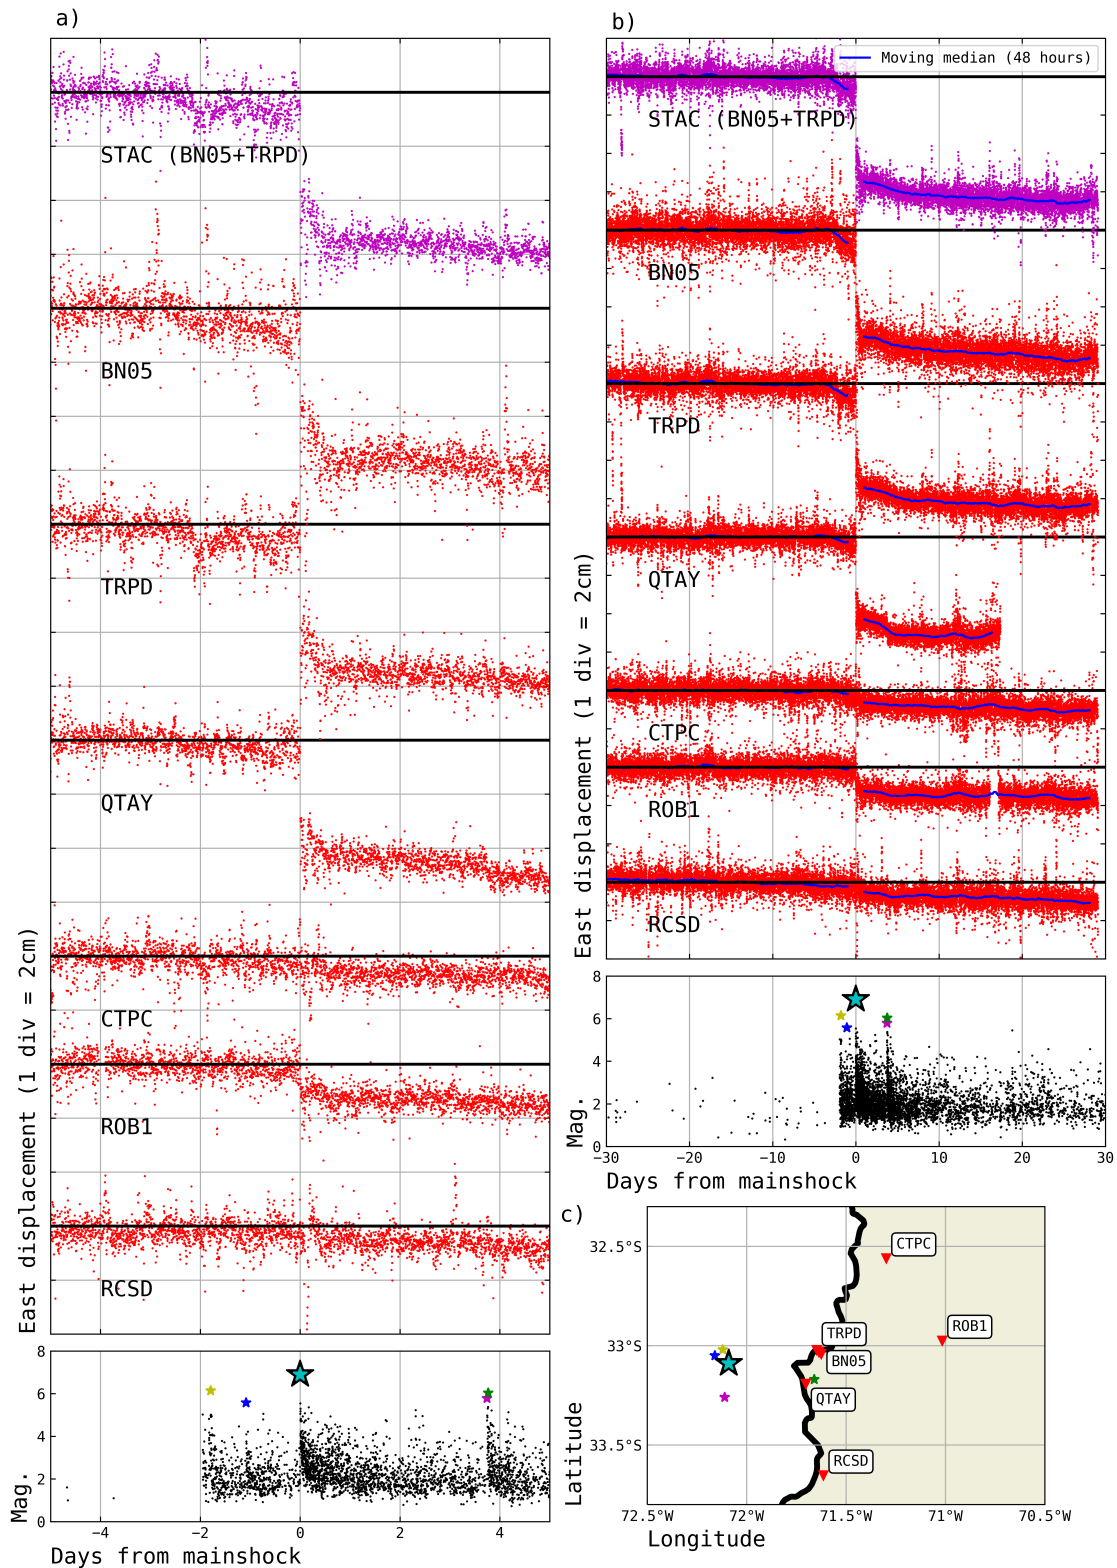 a)
STAC (BN05+TRPD)
BN05
TRPD
QTAY
CTPC
ROB1
RCSD
East displacement (1 div = 2cm)
8
6
4
2
0
Mag.
−4 −2 0 2 4
Days from mainshock
b)
Moving median (48 hours)
STAC (BN05+TRPD)
BN05
TRPD
QTAY
CTPC
ROB1
RCSD
East displacement (1 div = 2cm)
8
6
4
2
0
Mag.
−30 −20 −10 0 10 20 30
Days from mainshock
c)
CTPC
ROB1
TRPD
BN05
QTAY
RCSD
32.5°S
33°S
33.5°S
Latitude
72.5°W 72°W 71.5°W 71°W 70.5°W
Longitude